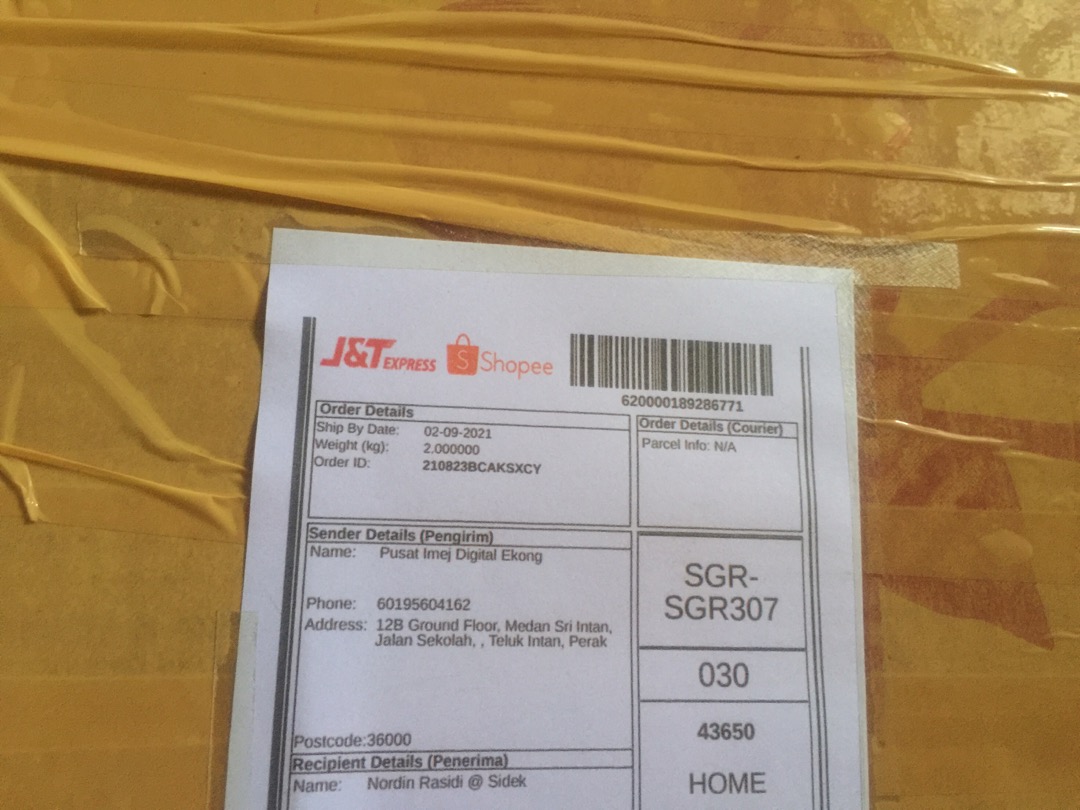 J&T EXPRESS
S Shopee
620000189286771
Order Details
Ship By Date: 02-09-2021
Weight (kg): 2.000000
Order ID: 210823BCAKSXCY
Order Details (Courier)
Parcel Info: N/A
Sender Details (Pengirim)
Name: Pusat Imej Digital Ekong
Phone: 60195604162
Address: 12B Ground Floor, Medan Sri Intan,
Jalan Sekolah, , Teluk Intan, Perak
Postcode:36000
SGR-
SGR307
030
43650
HOME
Recipient Details (Penerima)
Name: Nordin Rasidi @ Sidek